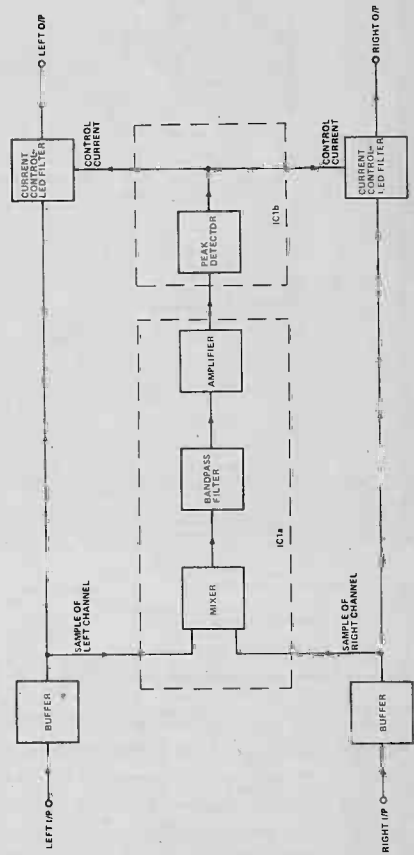 LEFT I/P
BUFFER
SAMPLE OF
LEFT CHANNEL
CURRENT
CONTROL-
LED FILTER
LEFT O/P
CONTROL
CURRENT
MIXER
BANDPASS
FILTER
AMPLIFIER
IC1a
PEAK
DETECTOR
IC1b
RIGHT I/P
BUFFER
SAMPLE OF
RIGHT CHANNEL
CONTROL
CURRENT
CURRENT
CONTROL-
LED FILTER
RIGHT O/P